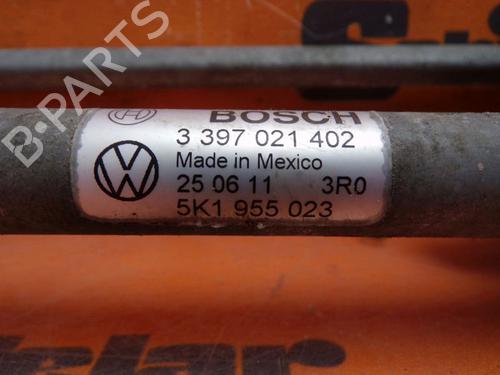 BOSCH
3 397 021 402
Made in Mexico
25 06 11 3R0
5K1 955 023
B-PARTS